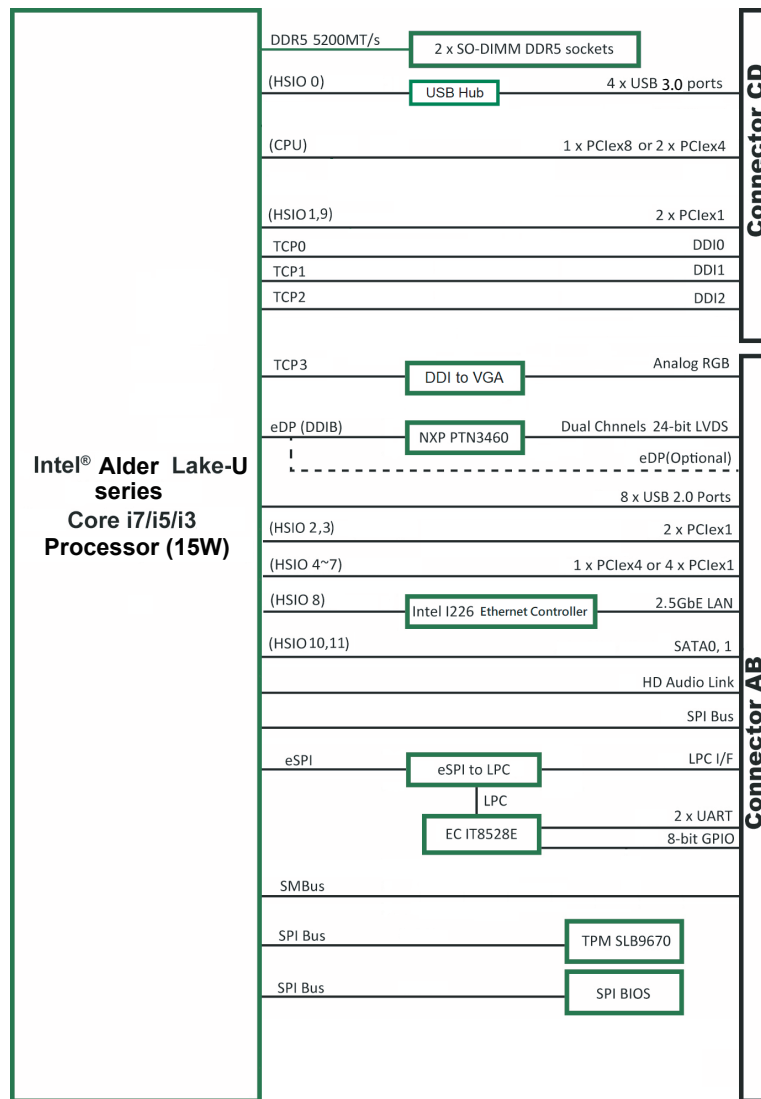 DDR5 5200MT/s
2 x SO-DIMM DDR5 sockets
(HSIO 0)
USB Hub
4 x USB 3.0 ports
(CPU)
1 x PCIex8 or 2 x PCIex4
(HSIO1,9)
2 x PCIex1
TCP0
DDI0
TCP1
DDI1
TCP2
DDI2
Connector CD
TCP3
DDI to VGA
Analog RGB
eDP (DDIB)
NXP PTN3460
Dual Chnnels 24-bit LVDS
eDP(Optional)
Intel® Alder Lake-U
series
Core i7/i5/i3
Processor (15W)
8 x USB 2.0 Ports
(HSIO 2,3)
2 x PCIex1
(HSIO 4~7)
1 x PCIex4 or 4 x PCIex1
(HSIO 8)
Intel I226 Ethernet Controller
2.5GbE LAN
(HSIO10,11)
SATA0, 1
HD Audio Link
SPI Bus
eSPI
eSPI to LPC
LPC I/F
LPC
EC IT8528E
2 x UART
8-bit GPIO
Connector AB
SMBus
SPI Bus
TPM SLB9670
SPI Bus
SPI BIOS